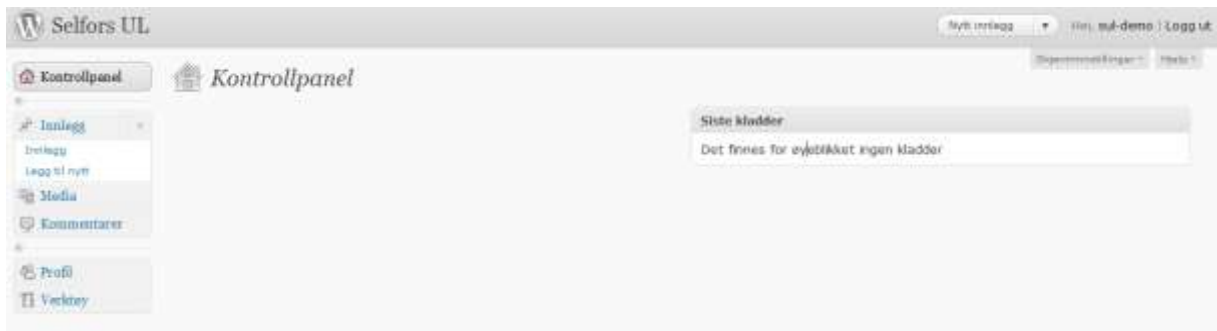 Selfors UL
Nytt innlegg
Hei, sul-demo | Logg ut
Kontrollpanel
Kontrollpanel
Innlegg
Innlegg
Legg til nytt
Media
Kommentarer
Profil
Verktøy
Siste kladder
Det finnes for øyeblikket ingen kladder